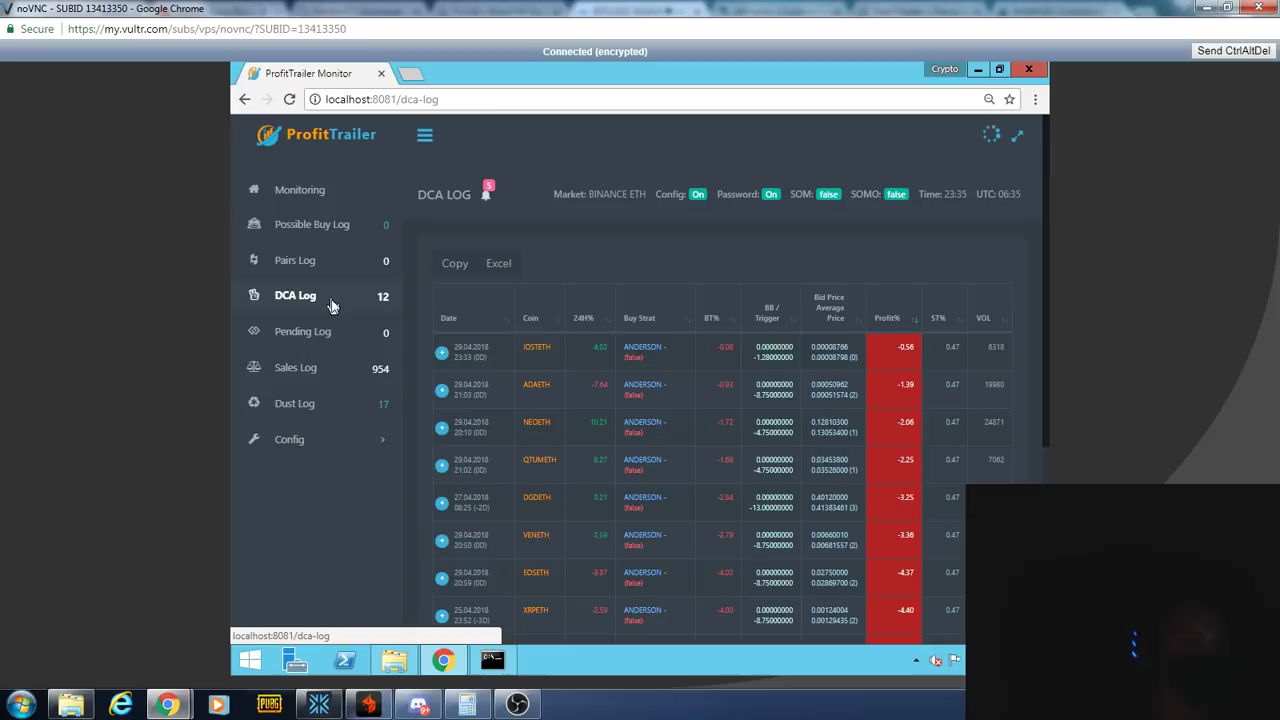 noVNC - SUBID 13413350 - Google Chrome
Secure https://my.vultr.com/subs/vps/novnc/?SUBID=13413350
Connected (encrypted)
Send CtrlAltDel
ProfitTrailer Monitor
Crypto
localhost:8081/dca-log
ProfitTrailer
Monitoring
Possible Buy Log 0
Pairs Log 0
DCA Log 12
Pending Log 0
Sales Log 954
Dust Log 17
Config
DCA LOG 5 Market: BINANCE ETH Config: On Password: On SOM: false SOMO: false Time: 23:35 UTC: 06:35
Copy Excel
Date Coin 24H% Buy Strat BT% BB / Trigger Bid Price Average Price Profit% ST% VOL
29.04.2018 IOSTETH 4.02 ANDERSON - -0.08 0.00000000 0.00008766 -0.56 0.47 6318
23:33 (0D) (false) -1.28000000 0.00008798 (0)
29.04.2018 ADAETH -7.64 ANDERSON - -0.93 0.00000000 0.00050962 -1.39 0.47 19980
21:03 (0D) (false) -8.75000000 0.00051574 (2)
29.04.2018 NEOETH 10.21 ANDERSON - -1.72 0.00000000 0.12810300 -2.06 0.47 24871
20:10 (0D) (false) -4.75000000 0.13053400 (1)
29.04.2018 QTUMETH 8.27 ANDERSON - -1.68 0.00000000 0.03453800 -2.25 0.47 7062
21:02 (0D) (false) -4.75000000 0.03526000 (1)
27.04.2018 DGDETH 0.21 ANDERSON - -2.84 0.00000000 0.40120000 -3.25 0.47
08:25 (-2D) (false) -13.00000000 0.41383461 (3)
29.04.2018 VENETH 2.59 ANDERSON - -2.79 0.00000000 0.00660010 -3.36 0.47
20:50 (0D) (false) -8.75000000 0.00681557 (2)
29.04.2018 EOSETH -9.87 ANDERSON - -4.02 0.00000000 0.02750000 -4.37 0.47
20:59 (0D) (false) -8.75000000 0.02869700 (2)
25.04.2018 XRPETH -2.59 ANDERSON - -4.00 0.00000000 0.00124004 -4.40 0.47
23:52 (-3D) (false) -8.75000000 0.00129435 (2)
localhost:8081/dca-log
PUBG